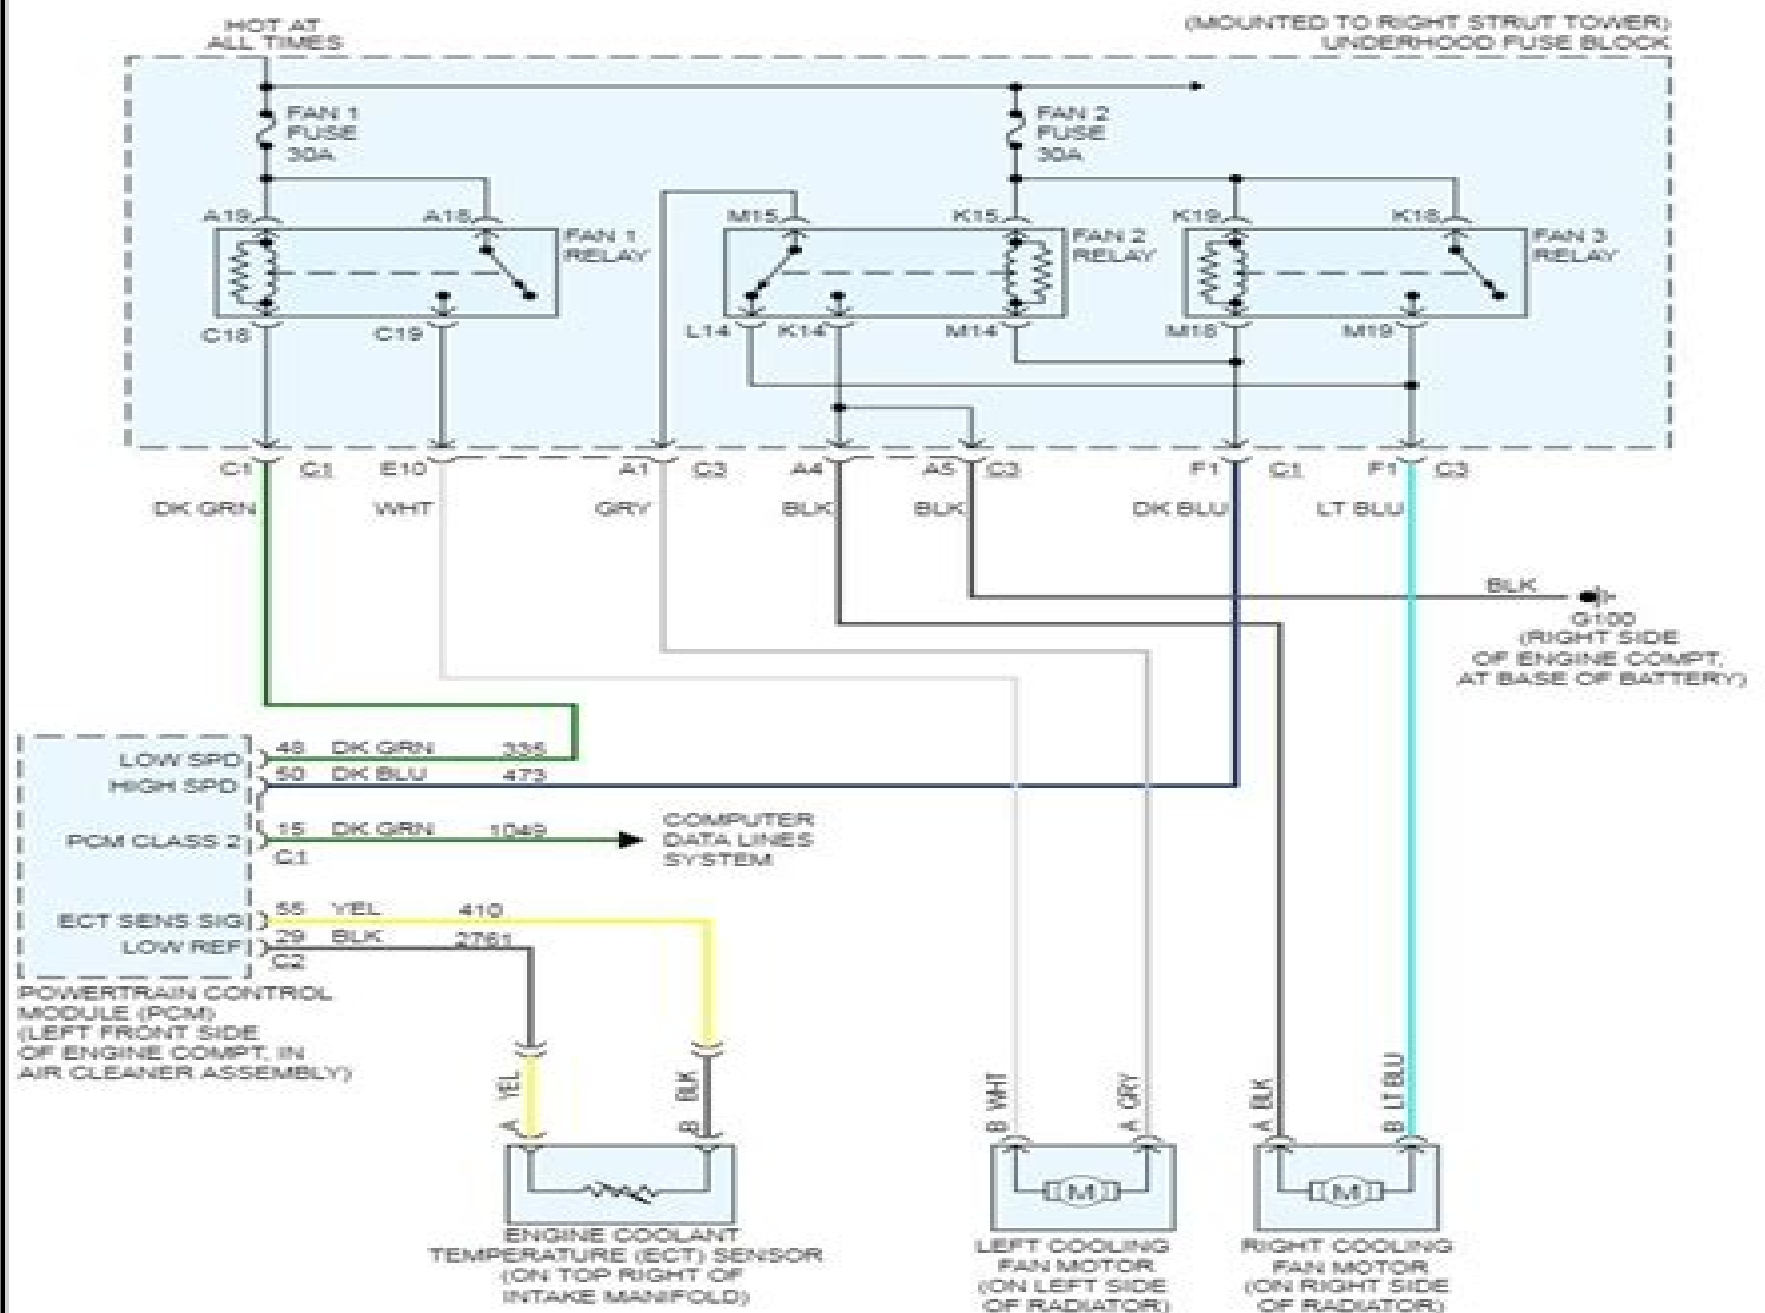 HOT AT
ALL TIMES
(MOUNTED TO RIGHT STRUT TOWER)
UNDERHOOD FUSE BLOCK
FAN 1
FUSE
30A
FAN 2
FUSE
30A
A19 A18 M15 K15 K19 K18
FAN 1
RELAY
FAN 2
RELAY
FAN 3
RELAY
C18 C19 L14 K14 M14 M18 M19
C1 C1 E10 A1 C3 A4 A5 C3 F1 C1 F1 C3
DK GRN WHT GRY BLK BLK DK BLU LT BLU
BLK
G100
(RIGHT SIDE
OF ENGINE COMPT,
AT BASE OF BATTERY)
LOW SPD 48 DK GRN 335
HIGH SPD 50 DK BLU 473
PCM CLASS 2 15 DK GRN 1049
C1
COMPUTER
DATA LINES
SYSTEM
ECT SENS SIG 55 YEL 410
LOW REF 29 BLK 2761
C2
POWERTRAIN CONTROL
MODULE (PCM)
(LEFT FRONT SIDE
OF ENGINE COMPT, IN
AIR CLEANER ASSEMBLY)
A YEL
B BLK
B WHT
A GRY
A BLK
B LT BLU
M
M
ENGINE COOLANT
TEMPERATURE (ECT) SENSOR
(ON TOP RIGHT OF
INTAKE MANIFOLD)
LEFT COOLING
FAN MOTOR
(ON LEFT SIDE
OF RADIATOR)
RIGHT COOLING
FAN MOTOR
(ON RIGHT SIDE
OF RADIATOR)